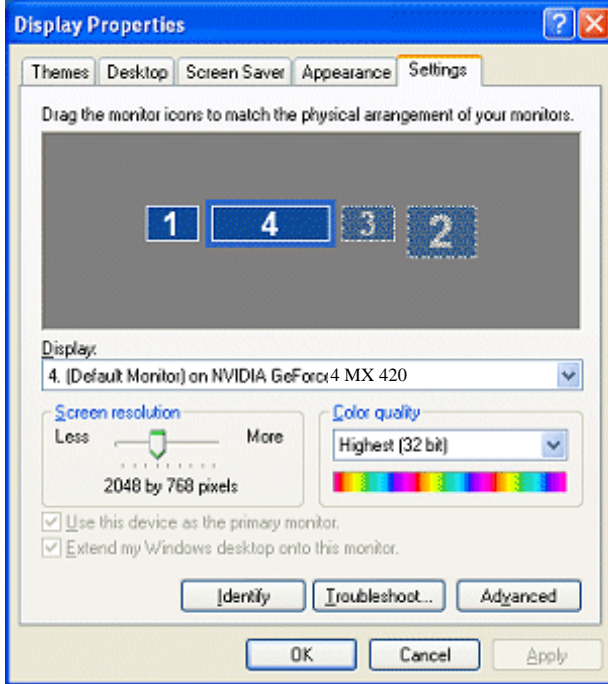 Display Properties
Themes Desktop Screen Saver Appearance Settings
Drag the monitor icons to match the physical arrangement of your monitors.
1 4 3 2
Display:
4. (Default Monitor) on NVIDIA GeForce4 MX 420
Screen resolution
Less More
2048 by 768 pixels
Color quality
Highest (32 bit)
Use this device as the primary monitor.
Extend my Windows desktop onto this monitor.
Identify Troubleshoot... Advanced
OK Cancel Apply